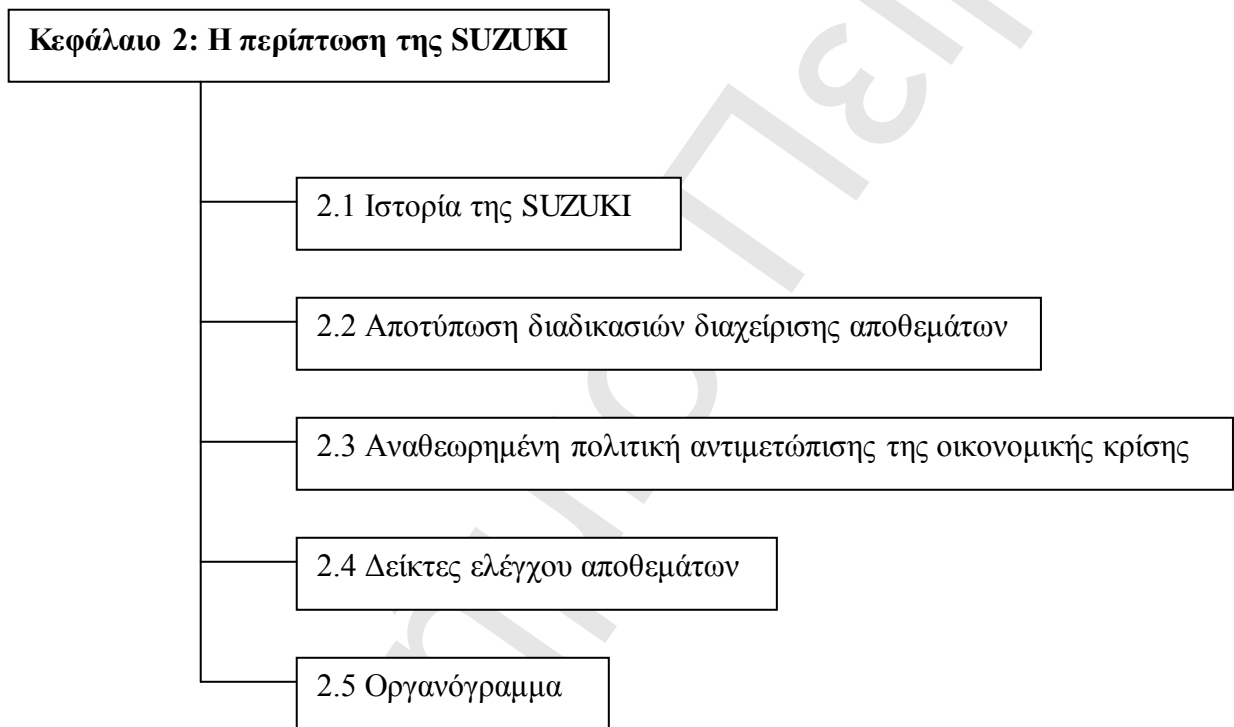 Κεφάλαιο 2: Η περίπτωση της SUZUKI
2.1 Ιστορία της SUZUKI
2.2 Αποτύπωση διαδικασιών διαχείρισης αποθεμάτων
2.3 Αναθεωρημένη πολιτική αντιμετώπισης της οικονομικής κρίσης
2.4 Δείκτες ελέγχου αποθεμάτων
2.5 Οργανόγραμμα